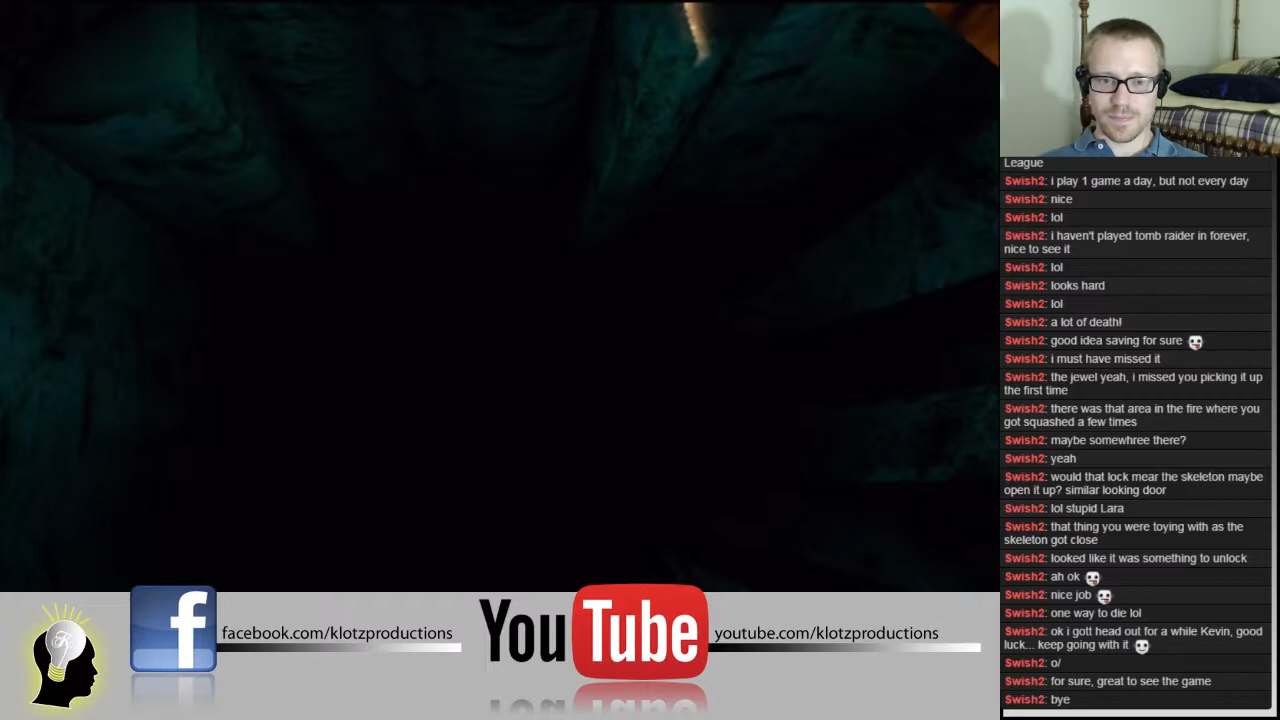 League
Swish2: i play 1 game a day, but not every day
Swish2: nice
Swish2: lol
Swish2: i haven't played tomb raider in forever,
nice to see it
Swish2: lol
Swish2: looks hard
Swish2: lol
Swish2: a lot of death!
Swish2: good idea saving for sure
Swish2: i must have missed it
Swish2: the jewel yeah, i missed you picking it up
the first time
Swish2: there was that area in the fire where you
got squashed a few times
Swish2: maybe somewhree there?
Swish2: yeah
Swish2: would that lock mear the skeleton maybe
open it up? similar looking door
Swish2: lol stupid Lara
Swish2: that thing you were toying with as the
skeleton got close
Swish2: looked like it was something to unlock
Swish2: ah ok
Swish2: nice job
Swish2: one way to die lol
Swish2: ok i gott head out for a while Kevin, good
luck... keep going with it
Swish2: o/
Swish2: for sure, great to see the game
Swish2: bye
f
facebook.com/klotzproductions
YouTube
youtube.com/klotzproductions